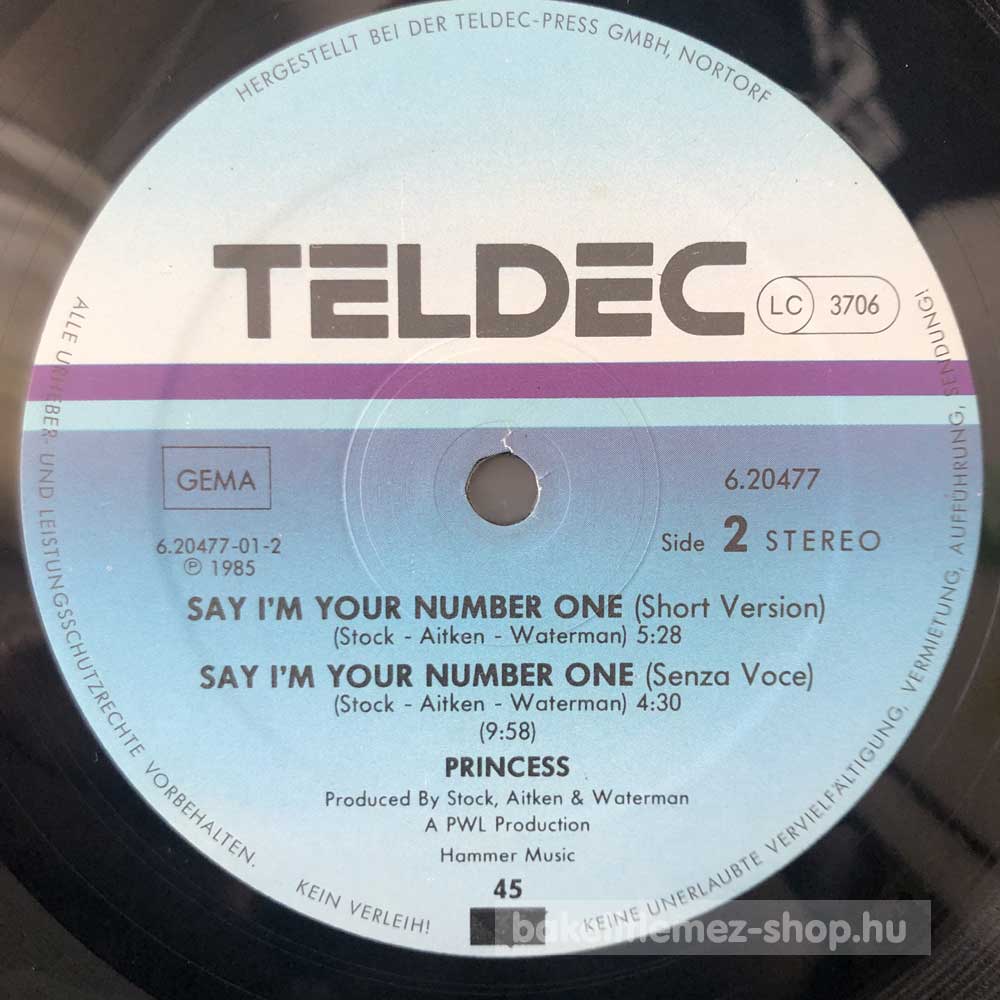 HERGESTELLT BEI DER TELDEC-PRESS GMBH, NORTORF
TELDEC
LC 3706
GEMA
6.20477
6.20477-01-2
Side 2 STEREO
℗ 1985
SAY I'M YOUR NUMBER ONE (Short Version)
(Stock - Aitken - Waterman) 5:28
SAY I'M YOUR NUMBER ONE (Senza Voce)
(Stock - Aitken - Waterman) 4:30
(9:58)
PRINCESS
Produced By Stock, Aitken & Waterman
A PWL Production
Hammer Music
45
ALLE URHEBER- UND LEISTUNGSSCHUTZRECHTE VORBEHALTEN.
KEIN VERLEIH!
KEINE UNERLAUBTE VERVIELFÄLTIGUNG, VERMIETUNG, AUFFÜHRUNG, SENDUNG!
bakelitlemez-shop.hu